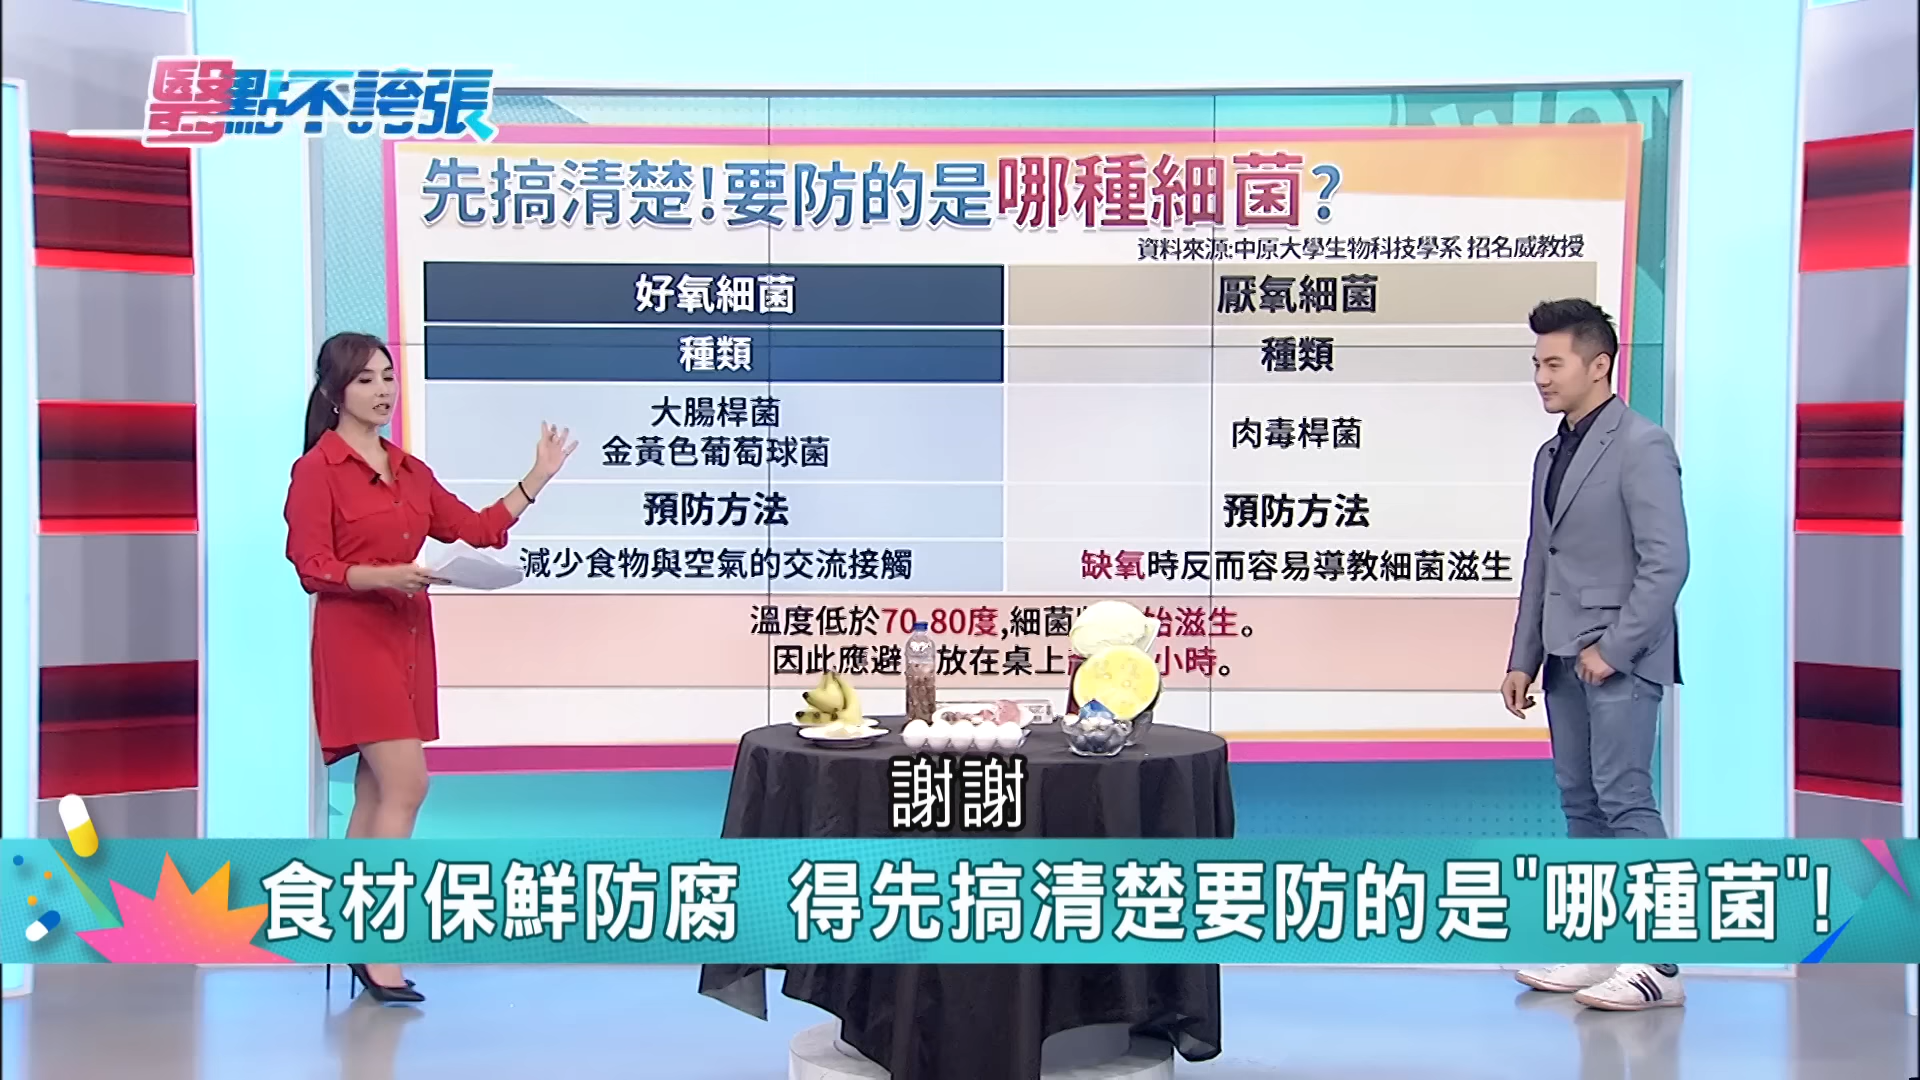 醫點不誇張
先搞清楚!要防的是哪種細菌?
資料來源:中原大學生物科技學系 招名威教授
好氧細菌
厭氧細菌
種類
種類
大腸桿菌
金黃色葡萄球菌
肉毒桿菌
預防方法
預防方法
減少食物與空氣的交流接觸
缺氧時反而容易導教細菌滋生
溫度低於70-80度,細菌 始滋生。
因此應避 放在桌上 小時。
謝謝
食材保鮮防腐 得先搞清楚要防的是"哪種菌"!